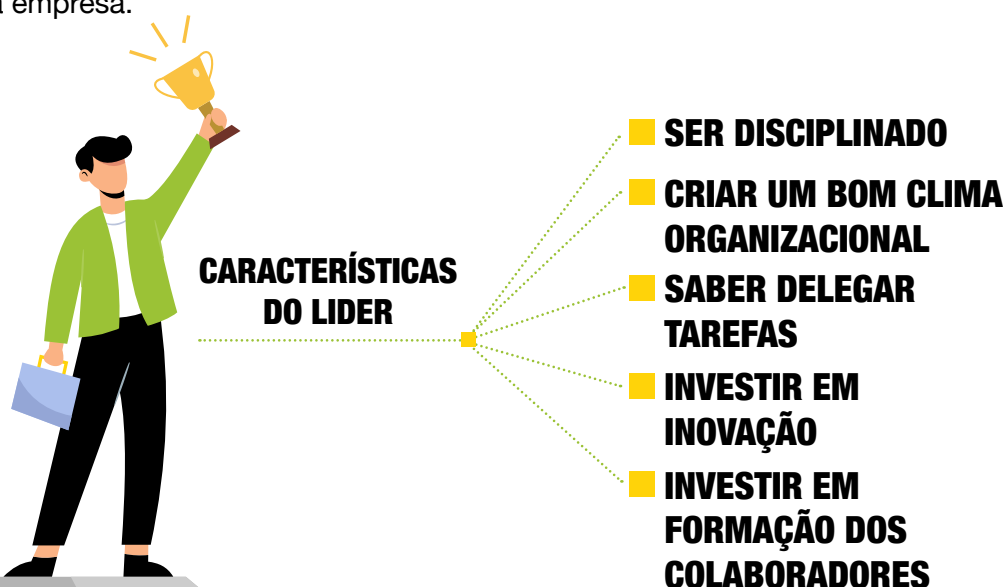 empresa.
CARACTERÍSTICAS
DO LIDER
SER DISCIPLINADO
CRIAR UM BOM CLIMA
ORGANIZACIONAL
SABER DELEGAR
TAREFAS
INVESTIR EM
INOVAÇÃO
INVESTIR EM
FORMAÇÃO DOS
COLABORADORES